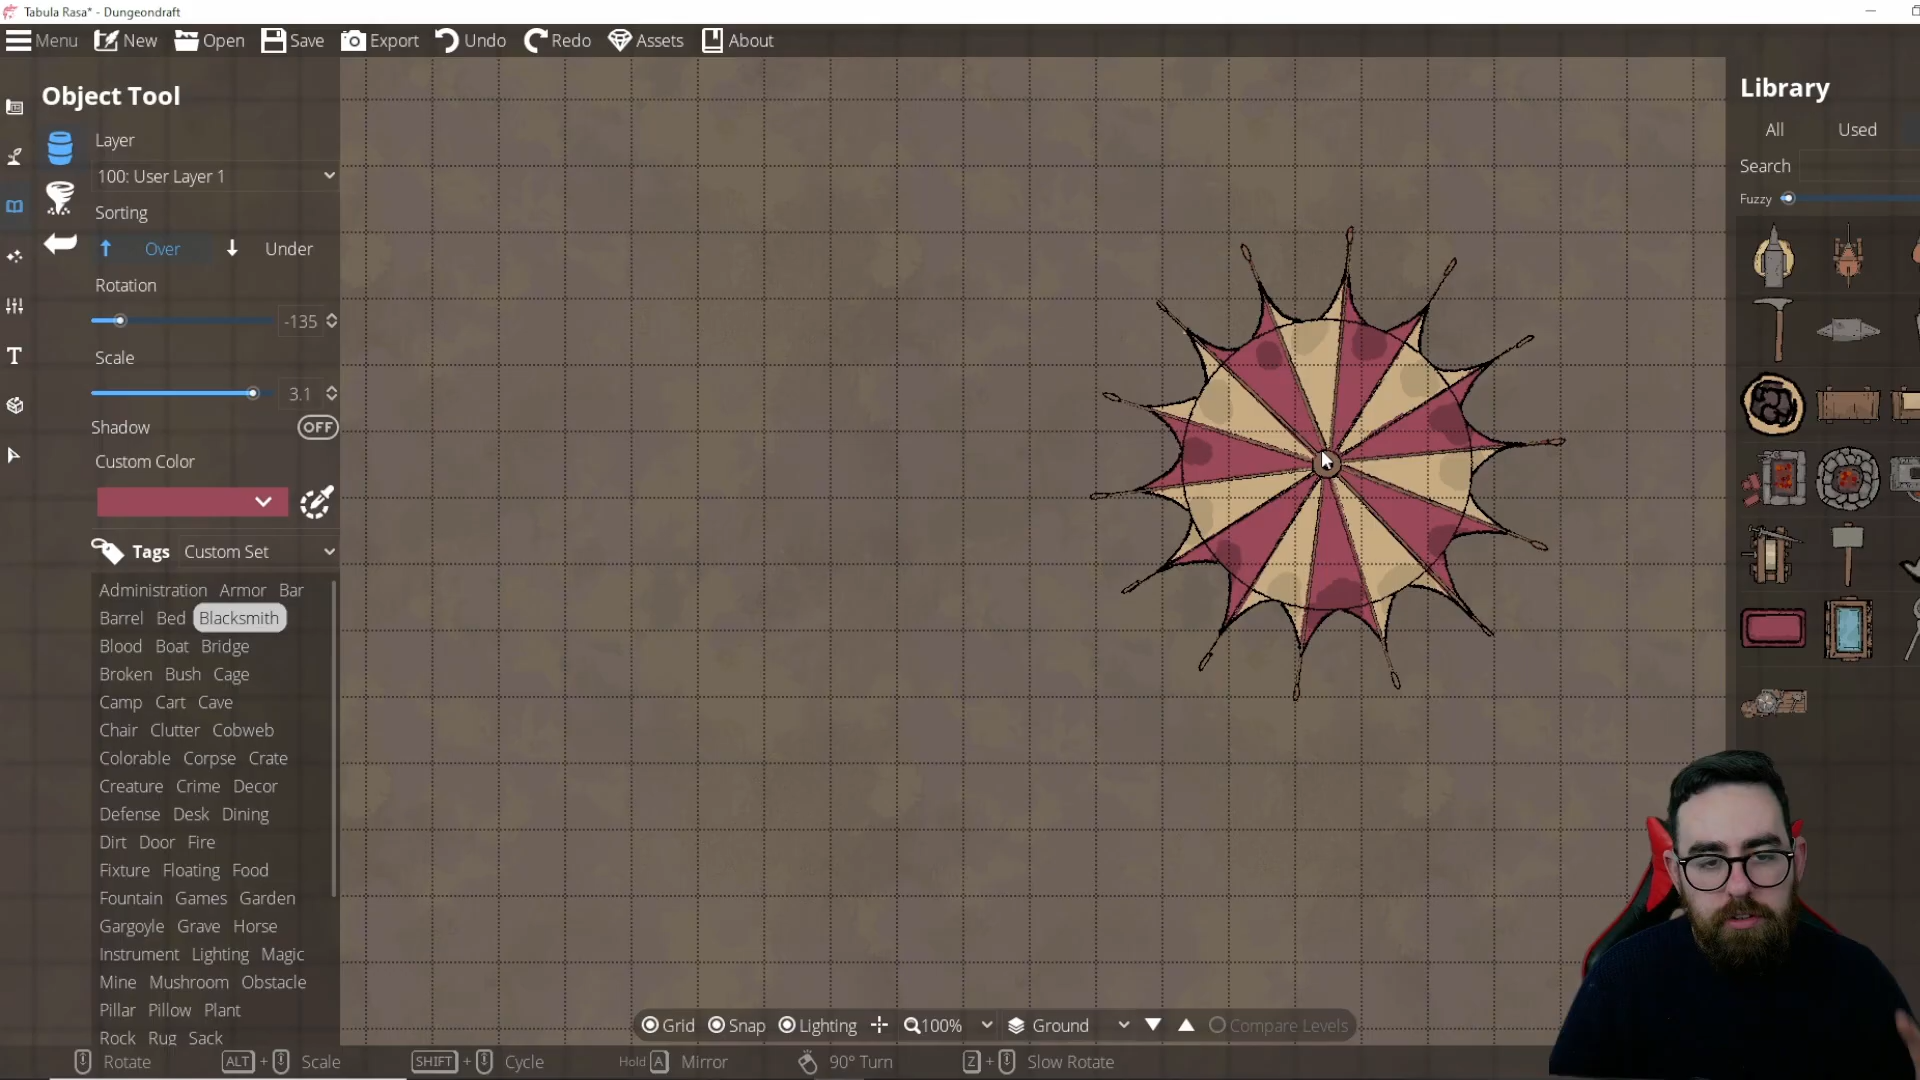 Tabula Rasa* - Dungeondraft
Menu New Open Save Export Undo Redo Assets About
Object Tool
Layer
100: User Layer 1
Sorting
Over Under
Rotation
-135
Scale
3.1
Shadow OFF
Custom Color
Tags Custom Set
Administration Armor Bar
Barrel Bed Blacksmith
Blood Boat Bridge
Broken Bush Cage
Camp Cart Cave
Chair Clutter Cobweb
Colorable Corpse Crate
Creature Crime Decor
Defense Desk Dining
Dirt Door Fire
Fixture Floating Food
Fountain Games Garden
Gargoyle Grave Horse
Instrument Lighting Magic
Mine Mushroom Obstacle
Pillar Pillow Plant
Rock Rug Sack
Library
All Used
Search
Fuzzy
Grid Snap Lighting 100% Ground Compare Levels
Rotate ALT + Scale SHIFT + Cycle Hold A Mirror 90° Turn Z + Slow Rotate